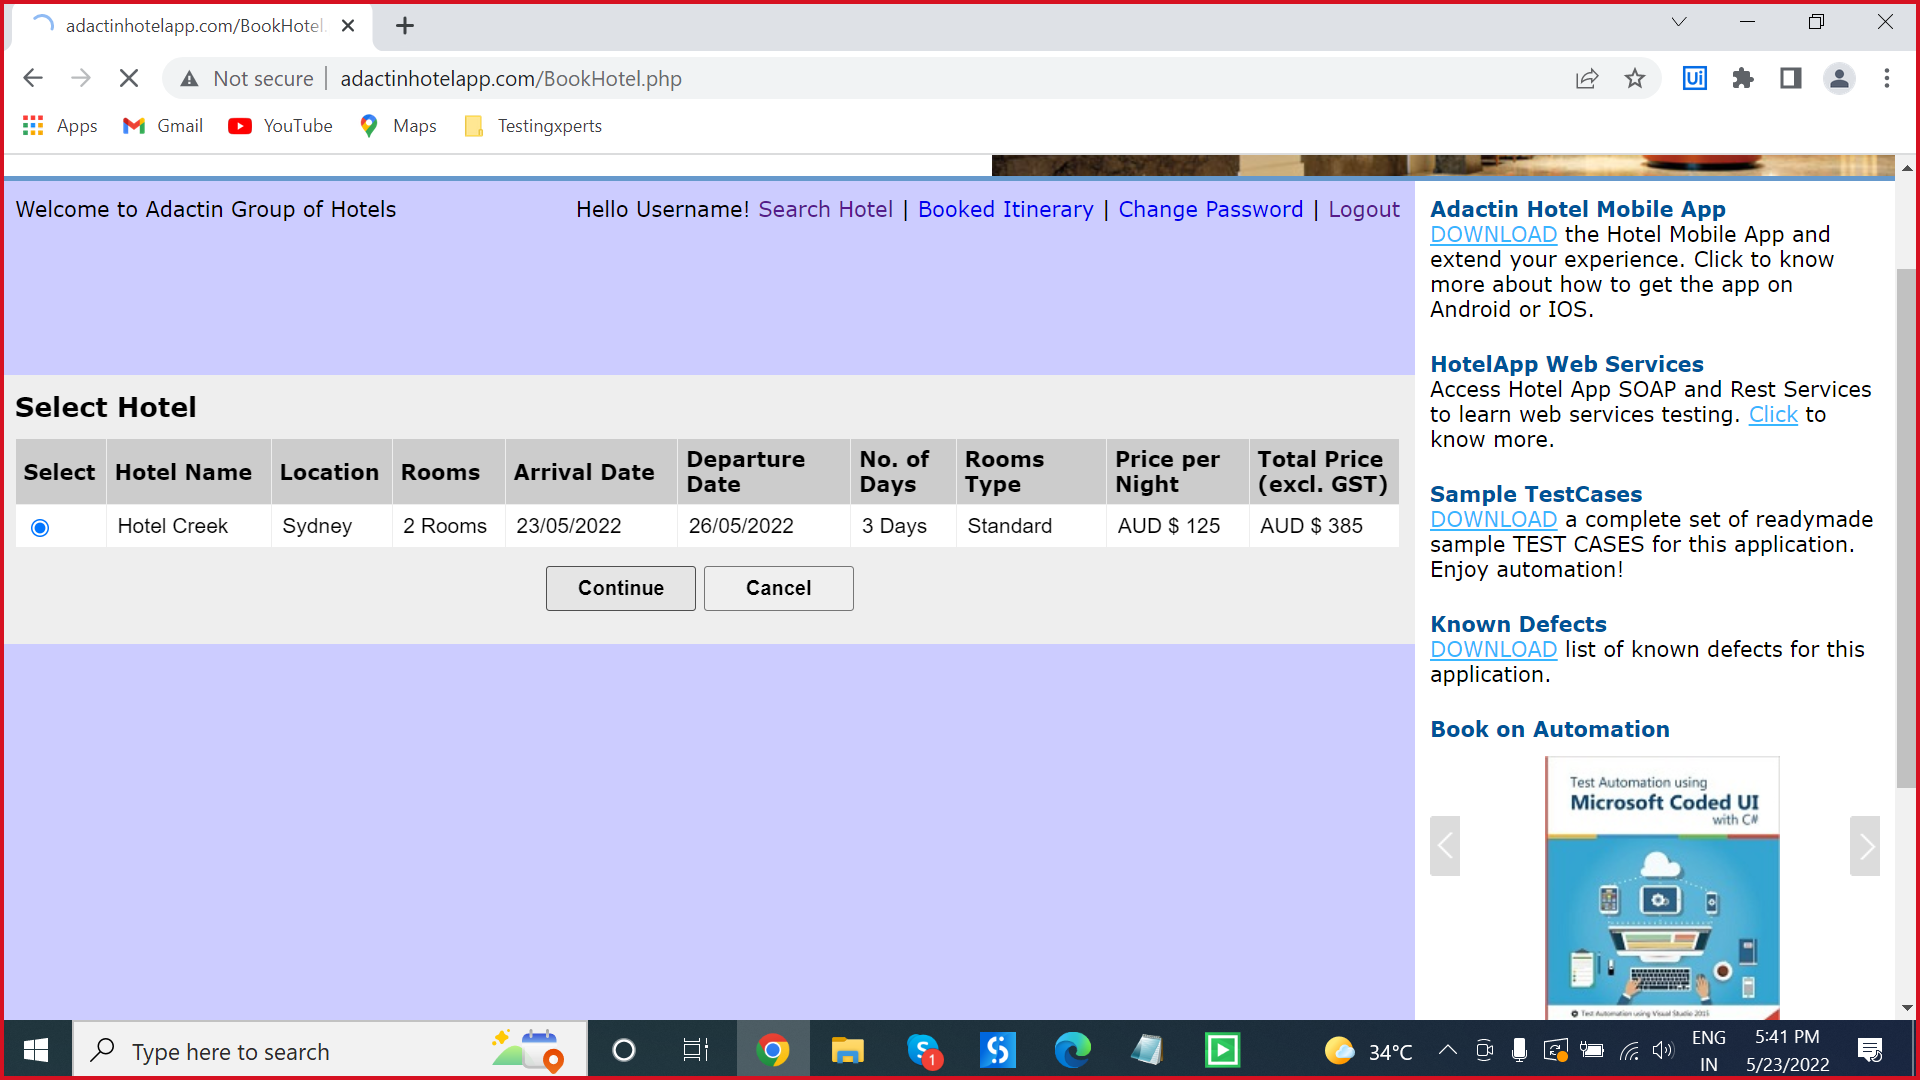 adactinhotelapp.com/BookHotel.
Not secure adactinhotelapp.com/BookHotel.php
Ui
Apps Gmail YouTube Maps Testingxperts
Welcome to Adactin Group of Hotels
Hello Username! Search Hotel | Booked Itinerary | Change Password | Logout
Select Hotel
Select Hotel Name Location Rooms Arrival Date Departure Date No. of Days Rooms Type Price per Night Total Price (excl. GST)
Hotel Creek Sydney 2 Rooms 23/05/2022 26/05/2022 3 Days Standard AUD $ 125 AUD $ 385
Continue Cancel
Adactin Hotel Mobile App
DOWNLOAD the Hotel Mobile App and
extend your experience. Click to know
more about how to get the app on
Android or IOS.
HotelApp Web Services
Access Hotel App SOAP and Rest Services
to learn web services testing. Click to
know more.
Sample TestCases
DOWNLOAD a complete set of readymade
sample TEST CASES for this application.
Enjoy automation!
Known Defects
DOWNLOAD list of known defects for this
application.
Book on Automation
Test Automation using
Microsoft Coded UI
with C#
Test Automation using Visual Studio 2015
Type here to search
S 1
34°C
ENG
IN
5:41 PM
5/23/2022